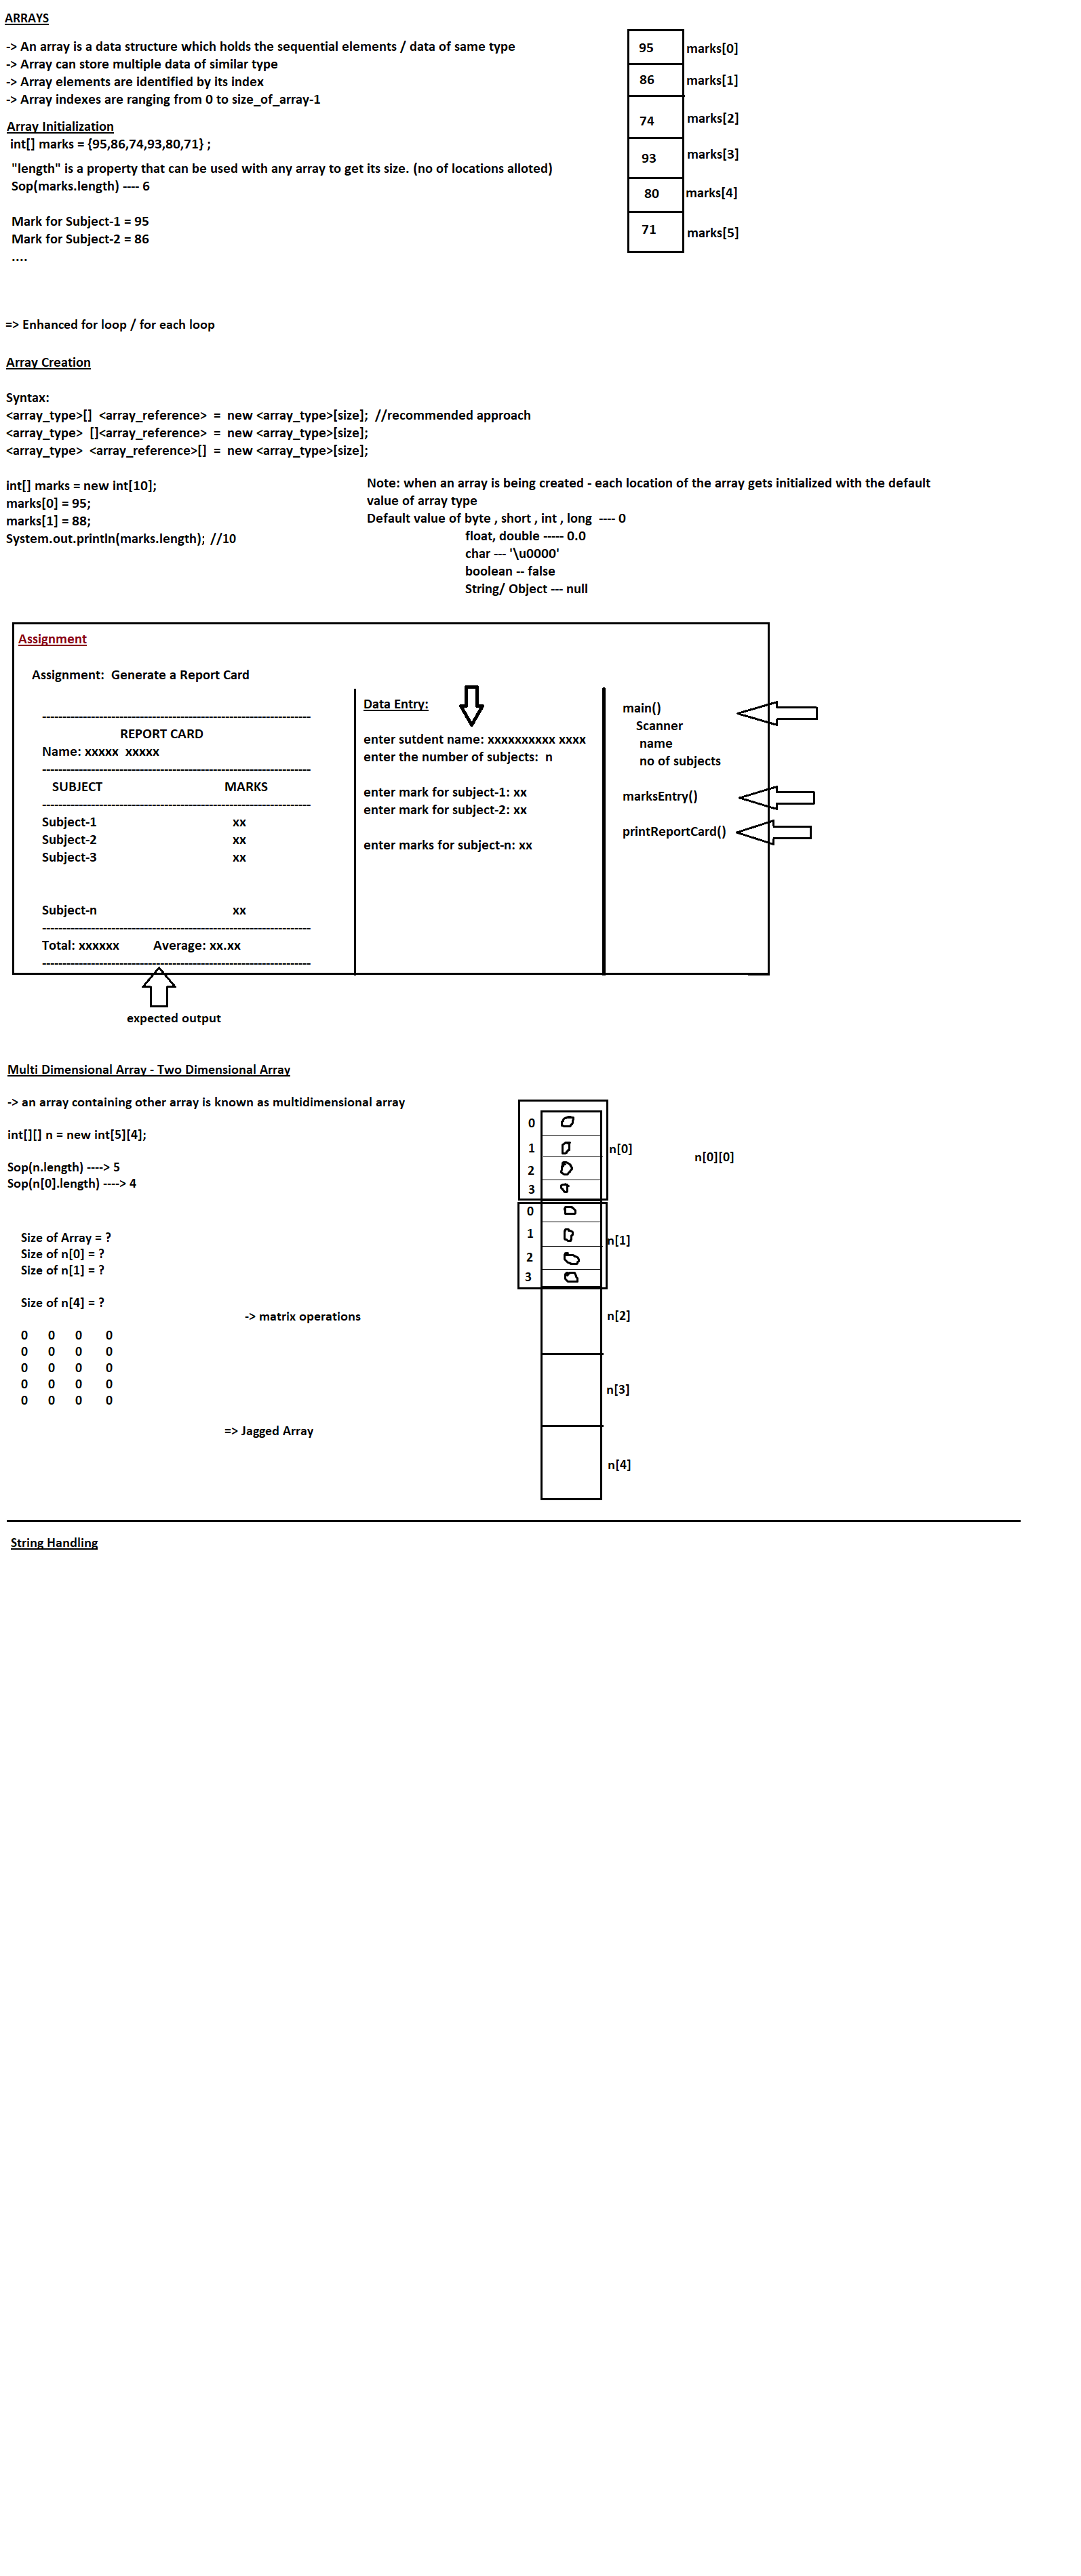 ARRAYS
-> An array is a data structure which holds the sequential elements / data of same type
-> Array can store multiple data of similar type
-> Array elements are identified by its index
-> Array indexes are ranging from 0 to size_of_array-1
95 marks[0]
86 marks[1]
74 marks[2]
93 marks[3]
80 marks[4]
71 marks[5]
Array Initialization
int[] marks = {95,86,74,93,80,71} ;
"length" is a property that can be used with any array to get its size. (no of locations alloted)
Sop(marks.length) ---- 6
Mark for Subject-1 = 95
Mark for Subject-2 = 86
....
=> Enhanced for loop / for each loop
Array Creation
Syntax:
<array_type>[]  <array_reference>  =  new <array_type>[size];  //recommended approach
<array_type>  []<array_reference>  =  new <array_type>[size];
<array_type>  <array_reference>[]  =  new <array_type>[size];
int[] marks = new int[10];
marks[0] = 95;
marks[1] = 88;
System.out.println(marks.length);  //10
Note: when an array is being created - each location of the array gets initialized with the default
value of array type
Default value of byte , short , int , long  ---- 0
float, double ----- 0.0
char --- '\u0000'
boolean -- false
String/ Object --- null
Assignment
Assignment:  Generate a Report Card
------------------------------------------------------------------
REPORT CARD
Name: xxxxx  xxxxx
------------------------------------------------------------------
SUBJECT MARKS
------------------------------------------------------------------
Subject-1 xx
Subject-2 xx
Subject-3 xx
Subject-n xx
------------------------------------------------------------------
Total: xxxxxx Average: xx.xx
------------------------------------------------------------------
expected output
Data Entry:
enter sutdent name: xxxxxxxxxx xxxx
enter the number of subjects:  n
enter mark for subject-1: xx
enter mark for subject-2: xx
enter marks for subject-n: xx
main()
Scanner
name
no of subjects
marksEntry()
printReportCard()
Multi Dimensional Array - Two Dimensional Array
-> an array containing other array is known as multidimensional array
int[][] n = new int[5][4];
Sop(n.length) ----> 5
Sop(n[0].length) ----> 4
Size of Array = ?
Size of n[0] = ?
Size of n[1] = ?
Size of n[4] = ?
0 0 0 0
0 0 0 0
0 0 0 0
0 0 0 0
0 0 0 0
-> matrix operations
=> Jagged Array
0 0
1 0 n[0]
2 0
3 0
0 0
1 0 n[1]
2 0
3 0
n[2]
n[3]
n[4]
n[0][0]
String Handling